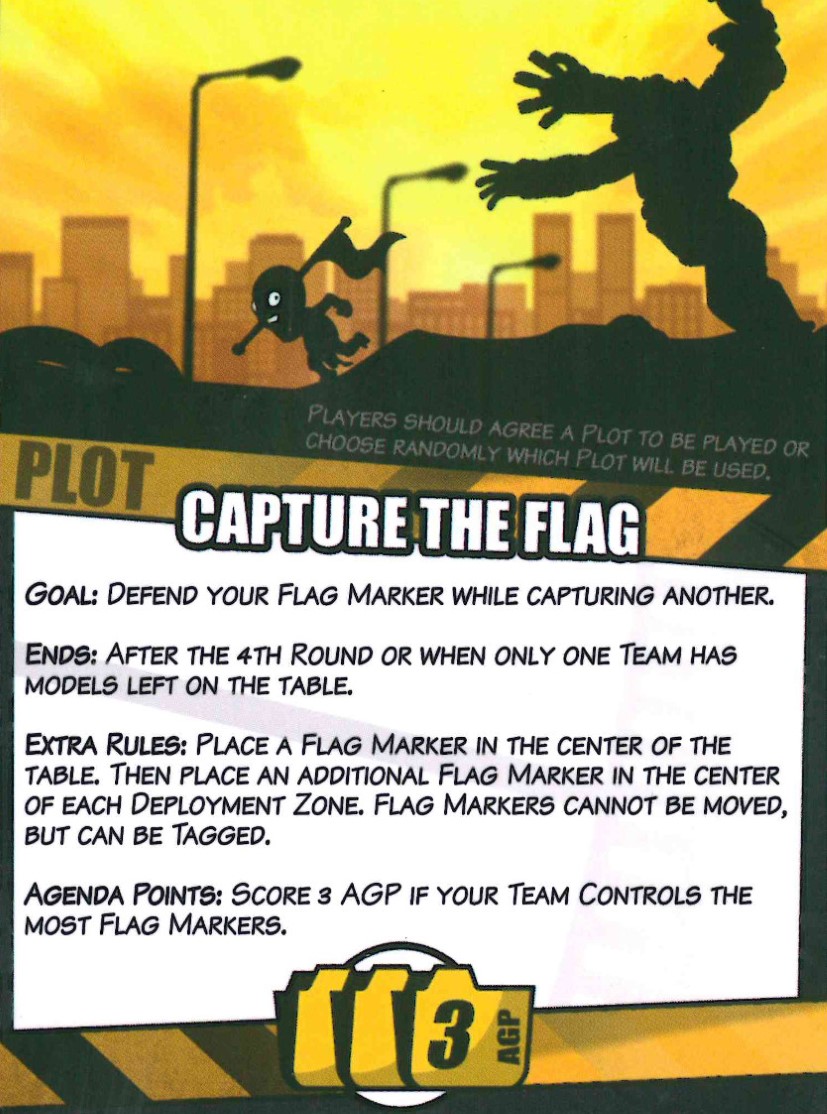 Players should agree a Plot to be played or
choose randomly which Plot will be used.
PLOT
CAPTURE THE FLAG
Goal: Defend your Flag Marker while capturing another.
Ends: After the 4th Round or when only one Team has
models left on the table.
Extra Rules: Place a Flag Marker in the center of the
table. Then place an additional Flag Marker in the center
of each Deployment Zone. Flag Markers cannot be moved,
but can be Tagged.
Agenda Points: Score 3 AGP if your Team Controls the
most Flag Markers.
3
AGP